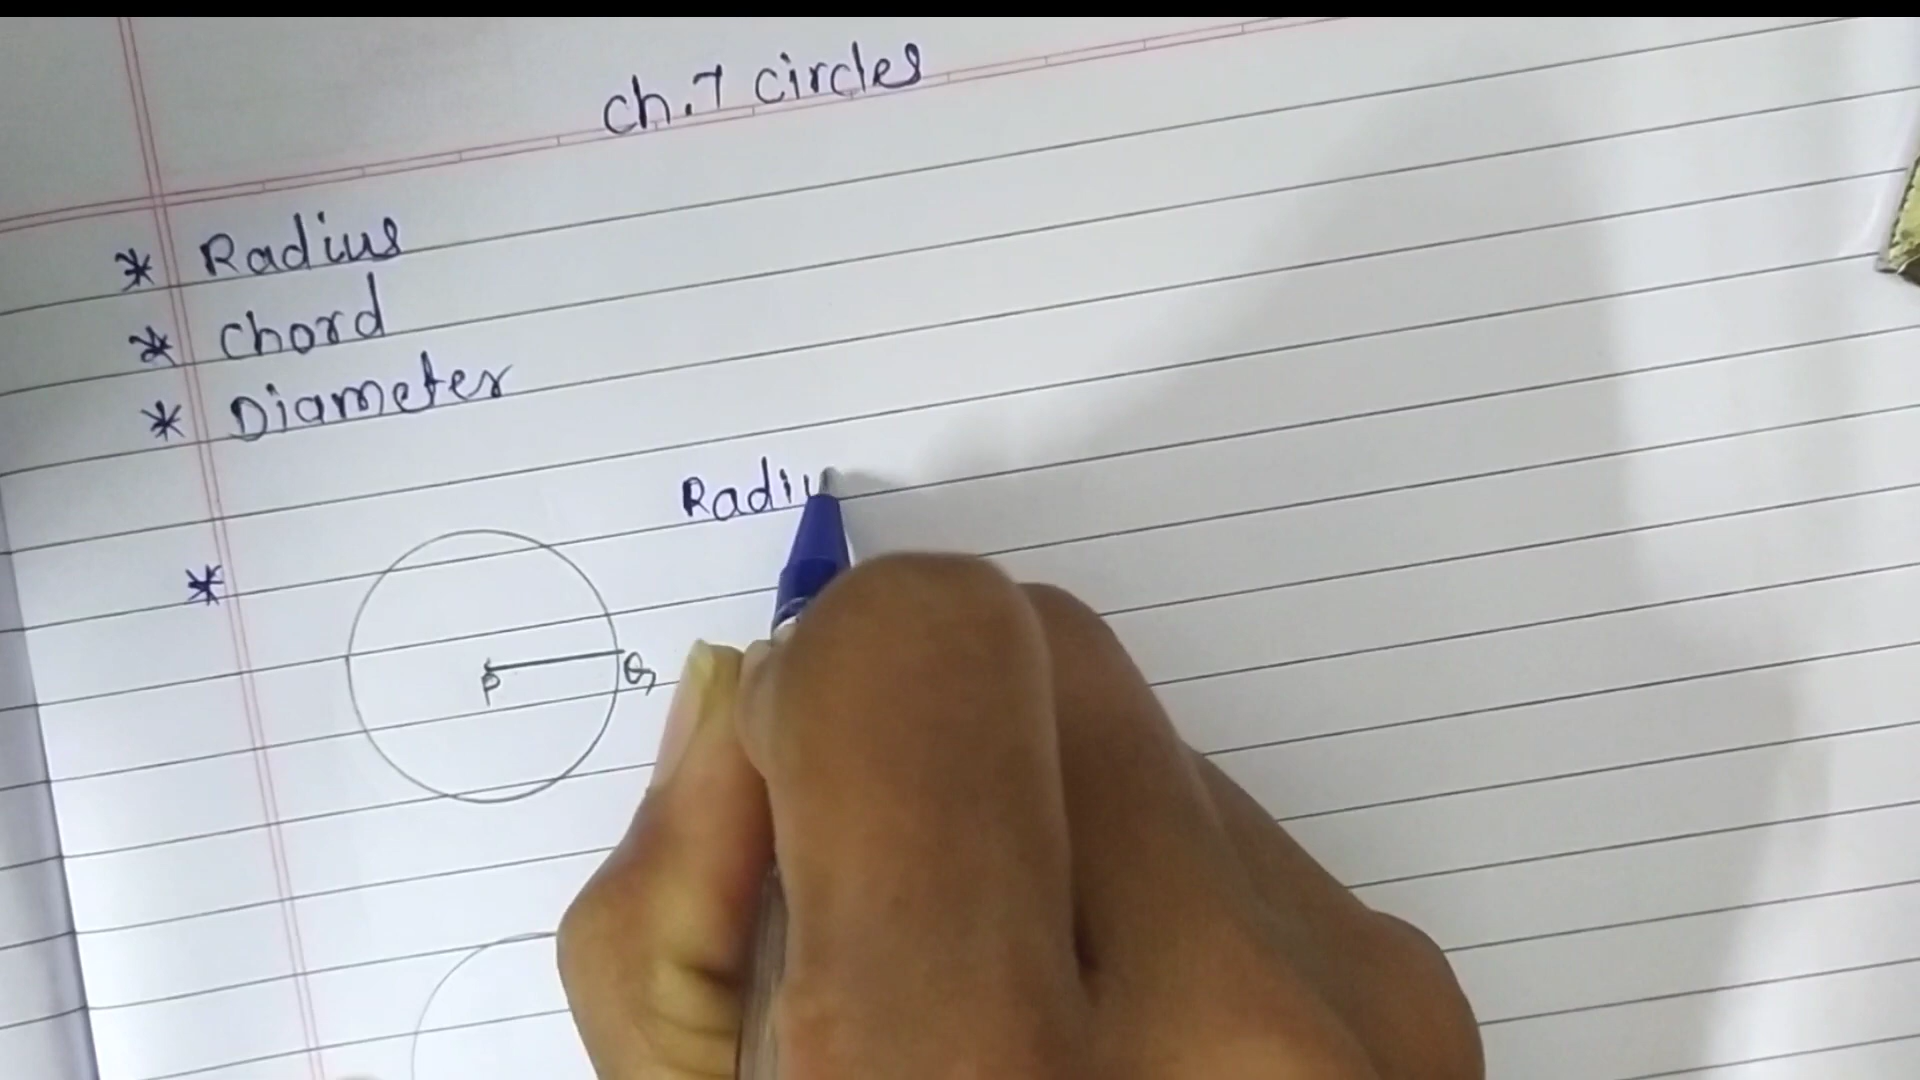 ch.7 circles
* Radius
* Chord
* Diameter
Radiu
*
P Q